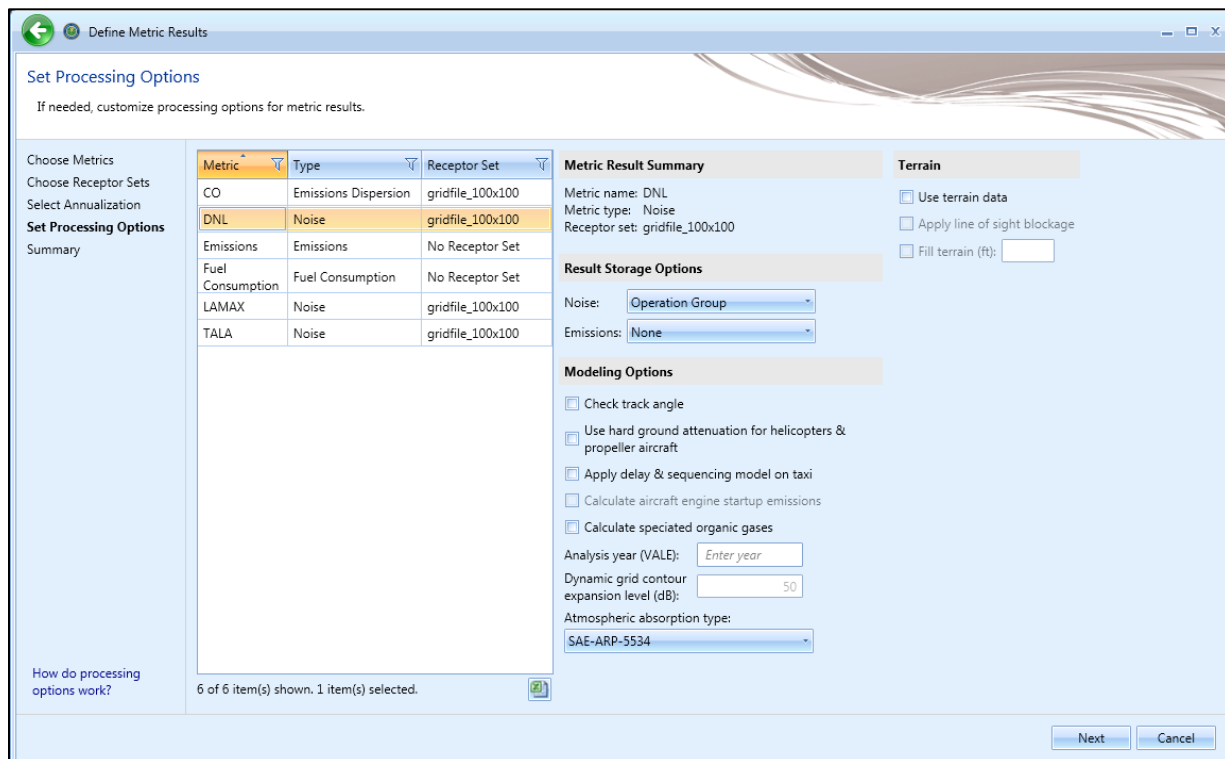 Define Metric Results
Set Processing Options
If needed, customize processing options for metric results.
Choose Metrics
Choose Receptor Sets
Select Annualization
Set Processing Options
Summary
How do processing
options work?
Metric Type Receptor Set
CO Emissions Dispersion gridfile_100x100
DNL Noise gridfile_100x100
Emissions Emissions No Receptor Set
Fuel
Consumption Fuel Consumption No Receptor Set
LAMAX Noise gridfile_100x100
TALA Noise gridfile_100x100
6 of 6 item(s) shown. 1 item(s) selected.
Metric Result Summary
Metric name: DNL
Metric type: Noise
Receptor set: gridfile_100x100
Result Storage Options
Noise: Operation Group
Emissions: None
Modeling Options
Check track angle
Use hard ground attenuation for helicopters &
propeller aircraft
Apply delay & sequencing model on taxi
Calculate aircraft engine startup emissions
Calculate speciated organic gases
Analysis year (VALE): Enter year
Dynamic grid contour
expansion level (dB): 50
Atmospheric absorption type:
SAE-ARP-5534
Terrain
Use terrain data
Apply line of sight blockage
Fill terrain (ft):
Next Cancel